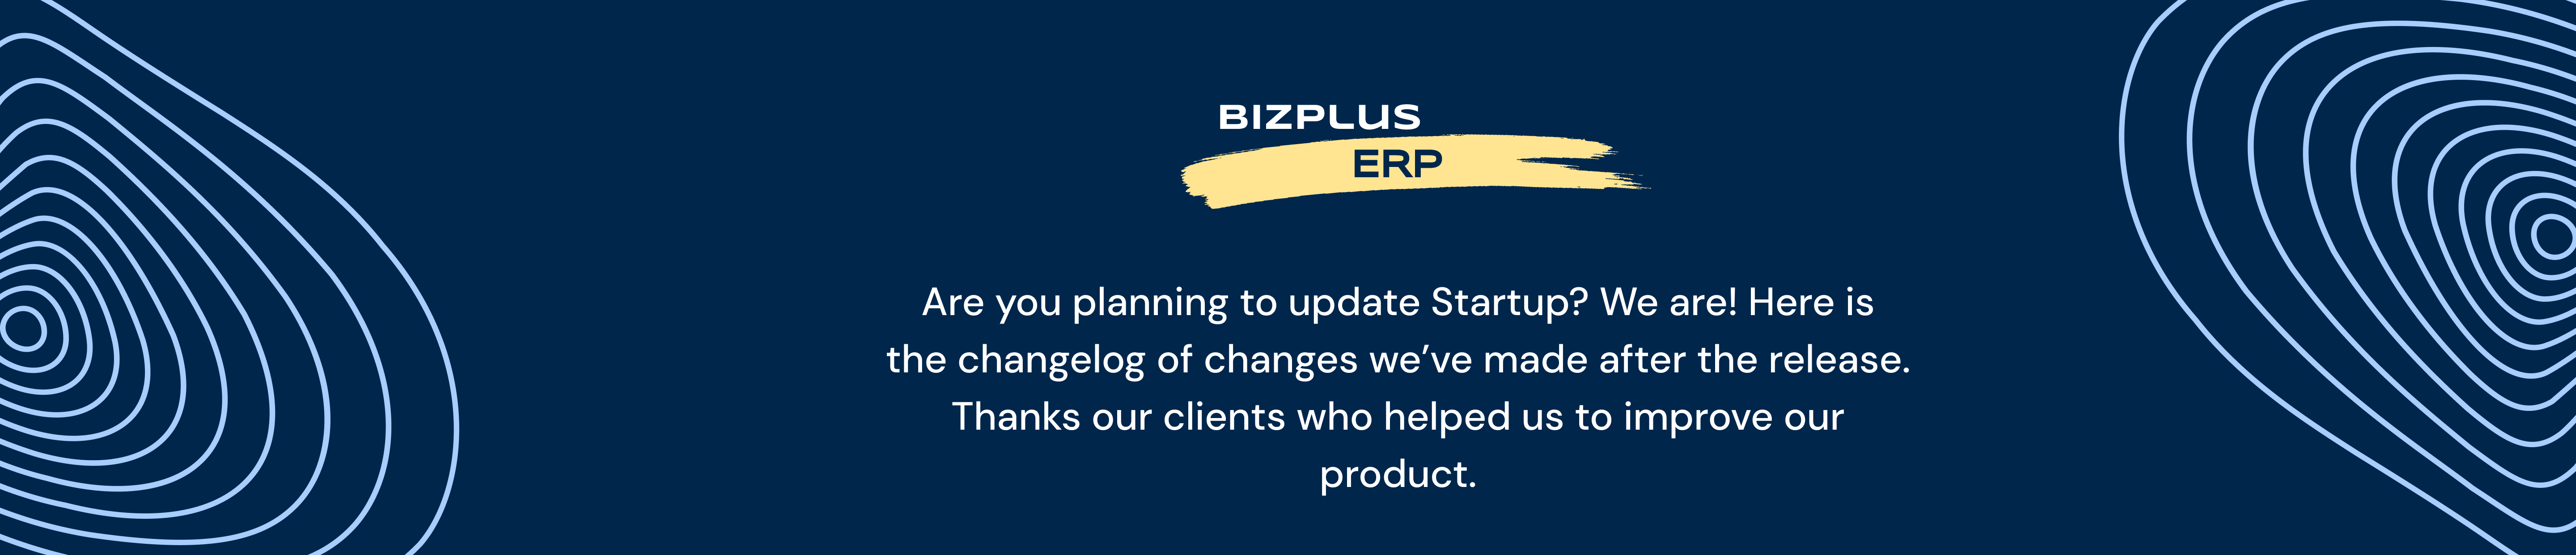 BIZPLUS
ERP
Are you planning to update Startup? We are! Here is
the changelog of changes we’ve made after the release.
Thanks our clients who helped us to improve our
product.